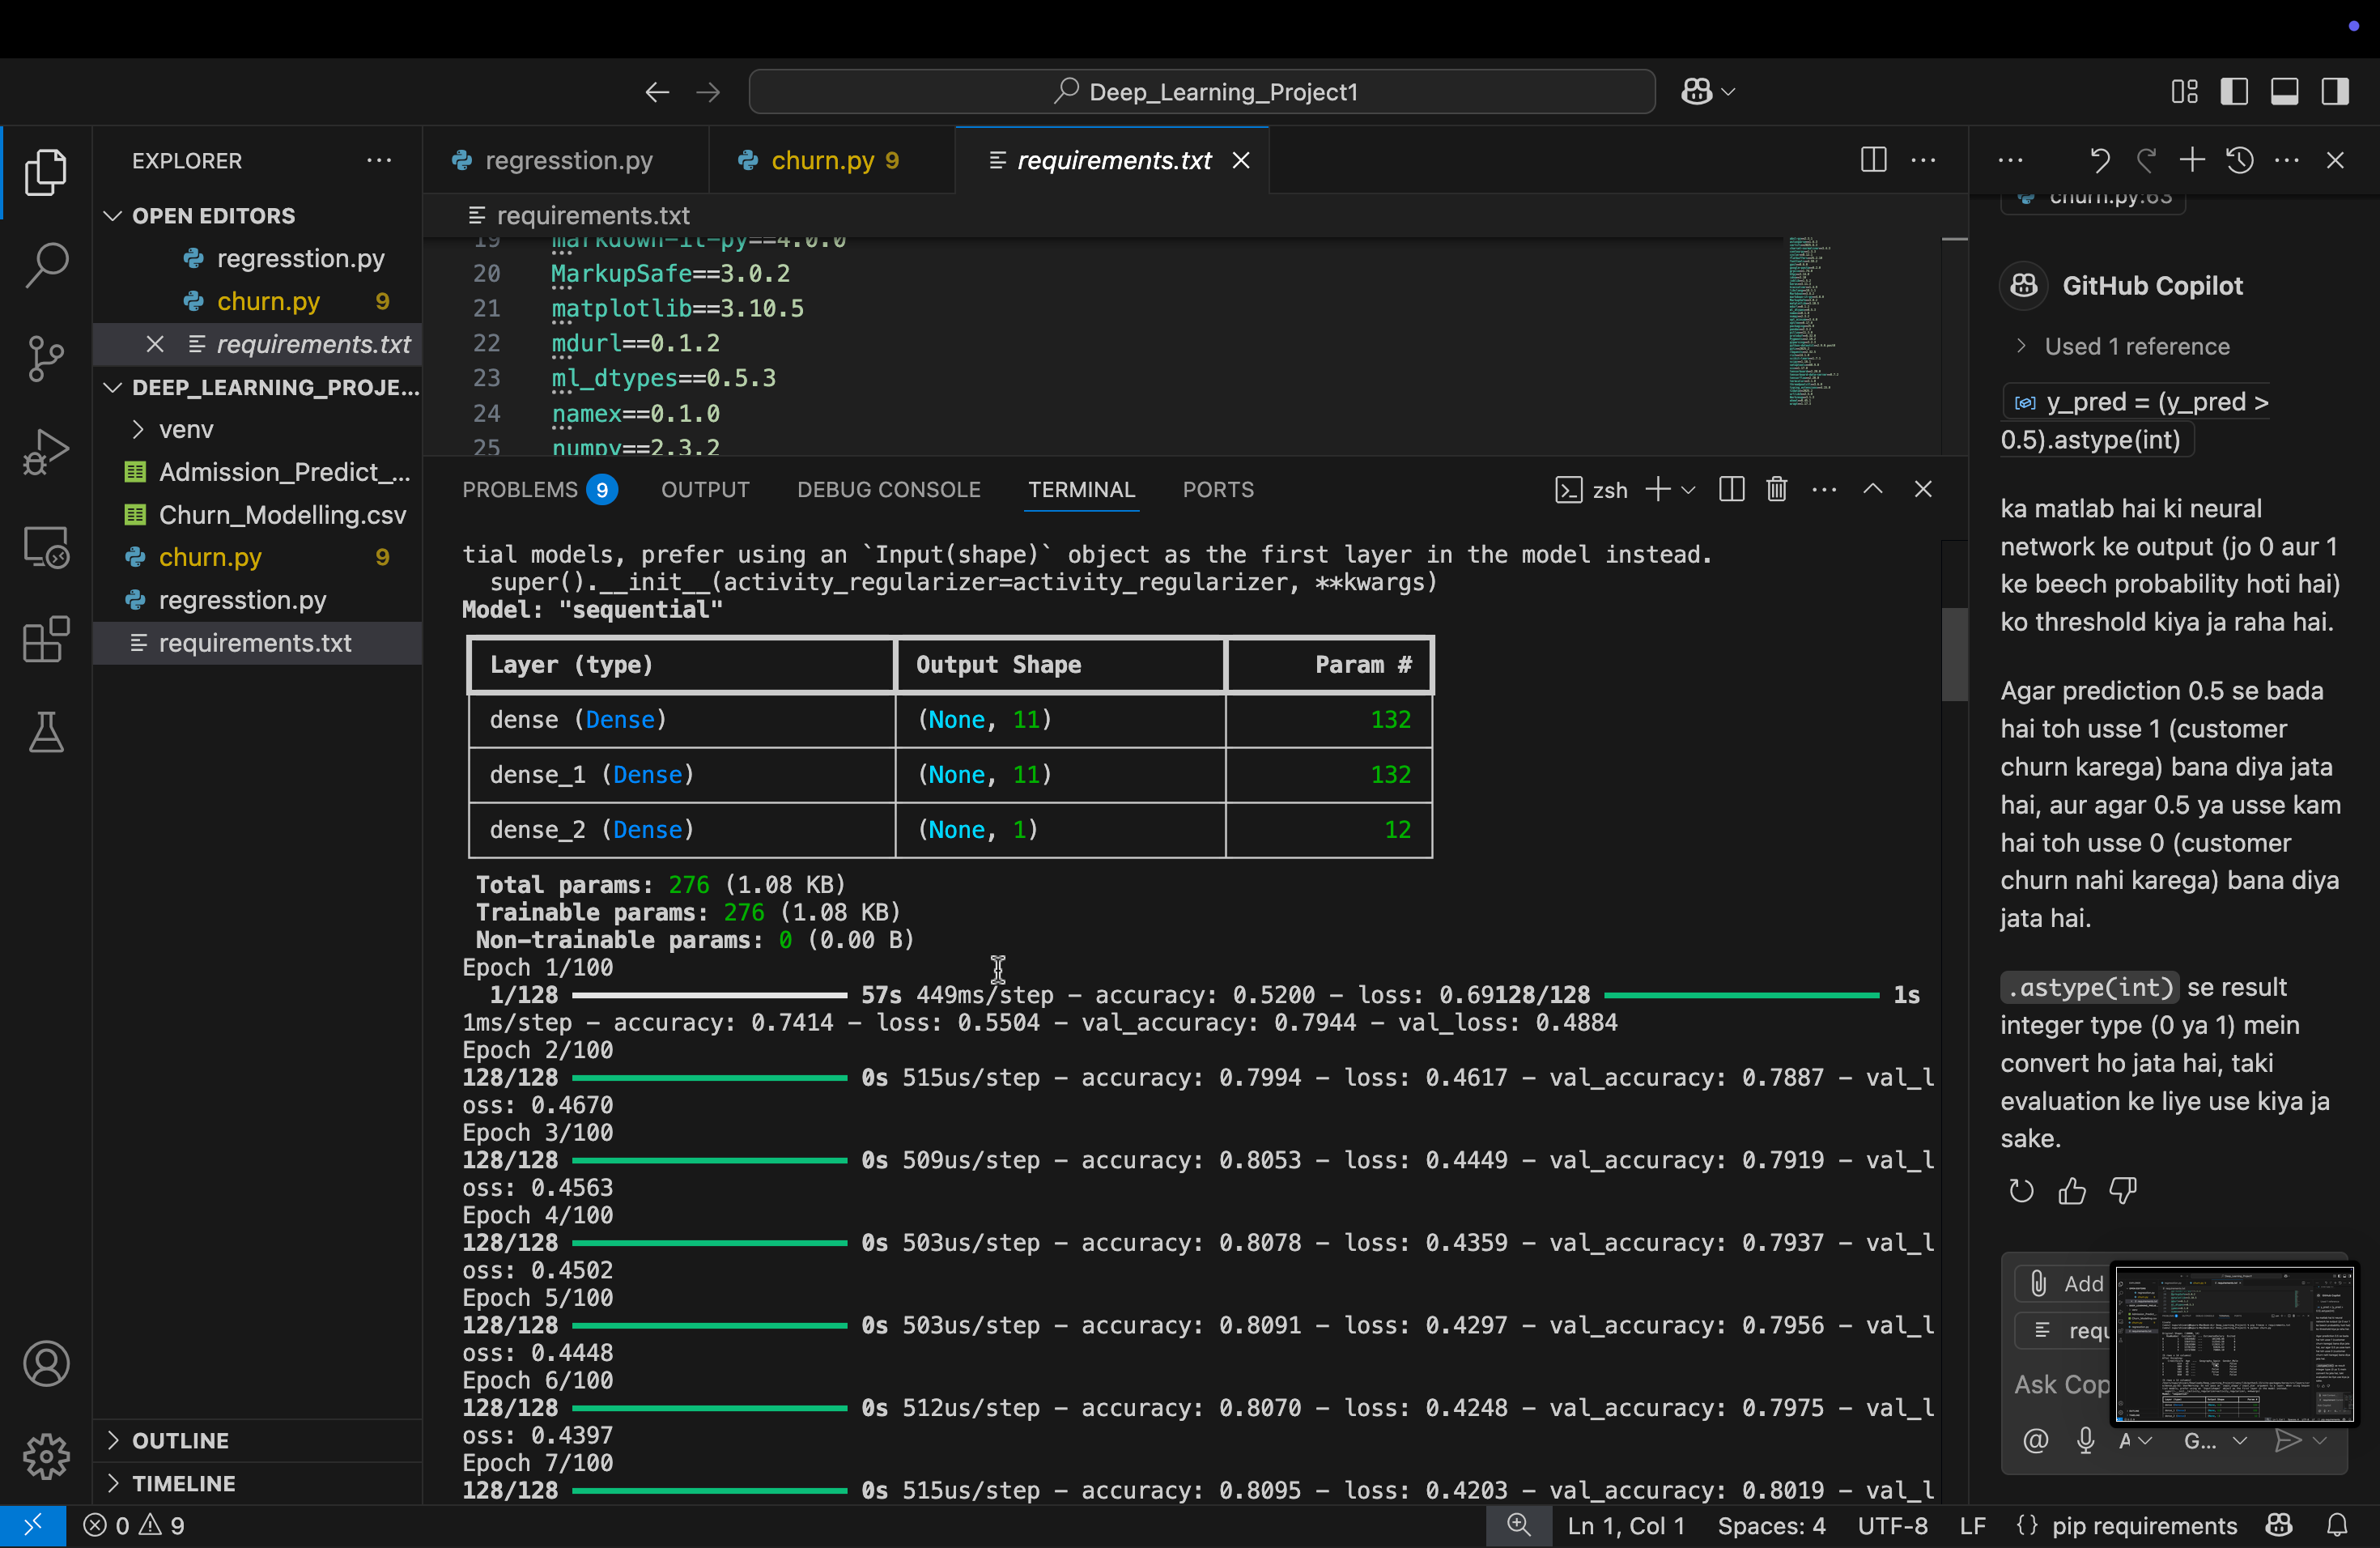 Deep_Learning_Project1
EXPLORER
OPEN EDITORS
regresstion.py
churn.py 9
requirements.txt
DEEP_LEARNING_PROJE...
venv
Admission_Predict_...
Churn_Modelling.csv
churn.py 9
regresstion.py
requirements.txt
OUTLINE
TIMELINE
regresstion.py
churn.py 9
requirements.txt
requirements.txt
19 markdown-it-py==4.0.0
20 MarkupSafe==3.0.2
21 matplotlib==3.10.5
22 mdurl==0.1.2
23 ml_dtypes==0.5.3
24 namex==0.1.0
25 numpy==2.3.2
PROBLEMS 9 OUTPUT DEBUG CONSOLE TERMINAL PORTS
zsh
tial models, prefer using an `Input(shape)` object as the first layer in the model instead.
super().__init__(activity_regularizer=activity_regularizer, **kwargs)
Model: "sequential"
Layer (type) Output Shape Param #
dense (Dense) (None, 11) 132
dense_1 (Dense) (None, 11) 132
dense_2 (Dense) (None, 1) 12
Total params: 276 (1.08 KB)
Trainable params: 276 (1.08 KB)
Non-trainable params: 0 (0.00 B)
Epoch 1/100
1/128 57s 449ms/step - accuracy: 0.5200 - loss: 0.69128/128 1s
1ms/step - accuracy: 0.7414 - loss: 0.5504 - val_accuracy: 0.7944 - val_loss: 0.4884
Epoch 2/100
128/128 0s 515us/step - accuracy: 0.7994 - loss: 0.4617 - val_accuracy: 0.7887 - val_l
oss: 0.4670
Epoch 3/100
128/128 0s 509us/step - accuracy: 0.8053 - loss: 0.4449 - val_accuracy: 0.7919 - val_l
oss: 0.4563
Epoch 4/100
128/128 0s 503us/step - accuracy: 0.8078 - loss: 0.4359 - val_accuracy: 0.7937 - val_l
oss: 0.4502
Epoch 5/100
128/128 0s 503us/step - accuracy: 0.8091 - loss: 0.4297 - val_accuracy: 0.7956 - val_l
oss: 0.4448
Epoch 6/100
128/128 0s 512us/step - accuracy: 0.8070 - loss: 0.4248 - val_accuracy: 0.7975 - val_l
oss: 0.4397
Epoch 7/100
128/128 0s 515us/step - accuracy: 0.8095 - loss: 0.4203 - val_accuracy: 0.8019 - val_l
churn.py:63
GitHub Copilot
Used 1 reference
y_pred = (y_pred >
0.5).astype(int)
ka matlab hai ki neural
network ke output (jo 0 aur 1
ke beech probability hoti hai)
ko threshold kiya ja raha hai.
Agar prediction 0.5 se bada
hai toh usse 1 (customer
churn karega) bana diya jata
hai, aur agar 0.5 ya usse kam
hai toh usse 0 (customer
churn nahi karega) bana diya
jata hai.
.astype(int) se result
integer type (0 ya 1) mein
convert ho jata hai, taki
evaluation ke liye use kiya ja
sake.
Add
requ
Ask Cop
@ A G...
0 9
Ln 1, Col 1 Spaces: 4 UTF-8 LF {} pip requirements